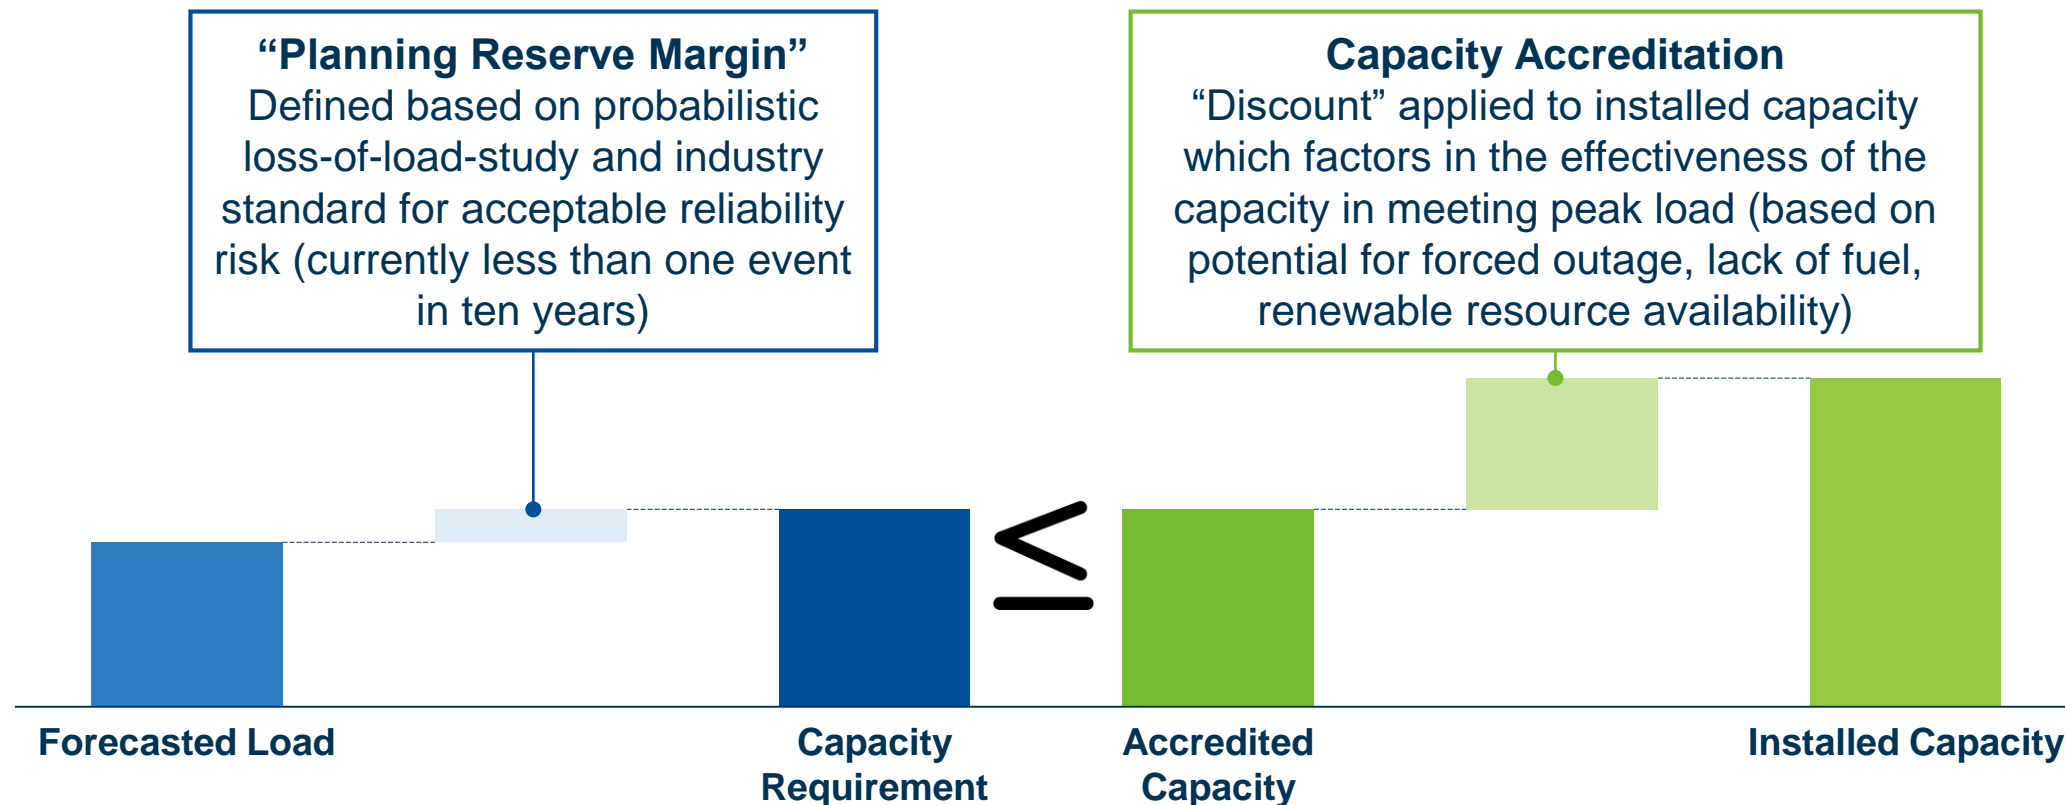 “Planning Reserve Margin”
Defined based on probabilistic
loss-of-load-study and industry
standard for acceptable reliability
risk (currently less than one event
in ten years)
Capacity Accreditation
“Discount” applied to installed capacity
which factors in the effectiveness of the
capacity in meeting peak load (based on
potential for forced outage, lack of fuel,
renewable resource availability)
≤
Forecasted Load
Capacity
Requirement
Accredited
Capacity
Installed Capacity